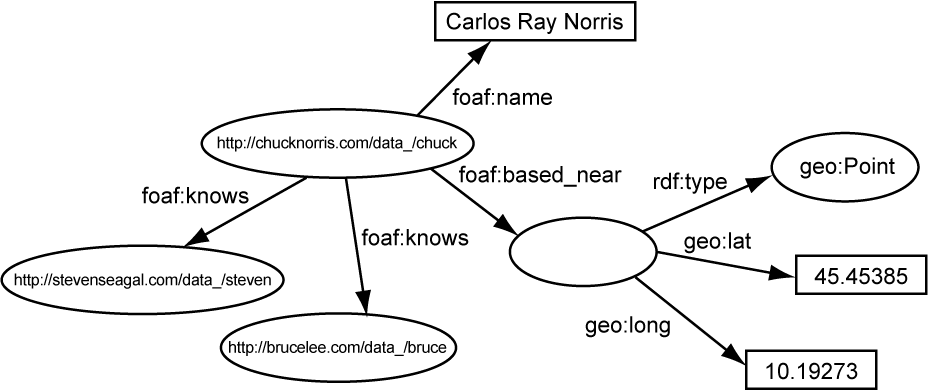 Carlos Ray Norris
foaf:name
http://chucknorris.com/data_/chuck
foaf:based_near
rdf:type
geo:Point
foaf:knows
foaf:knows
geo:lat
http://stevenseagal.com/data_/steven
45.45385
geo:long
http://brucelee.com/data_/bruce
10.19273